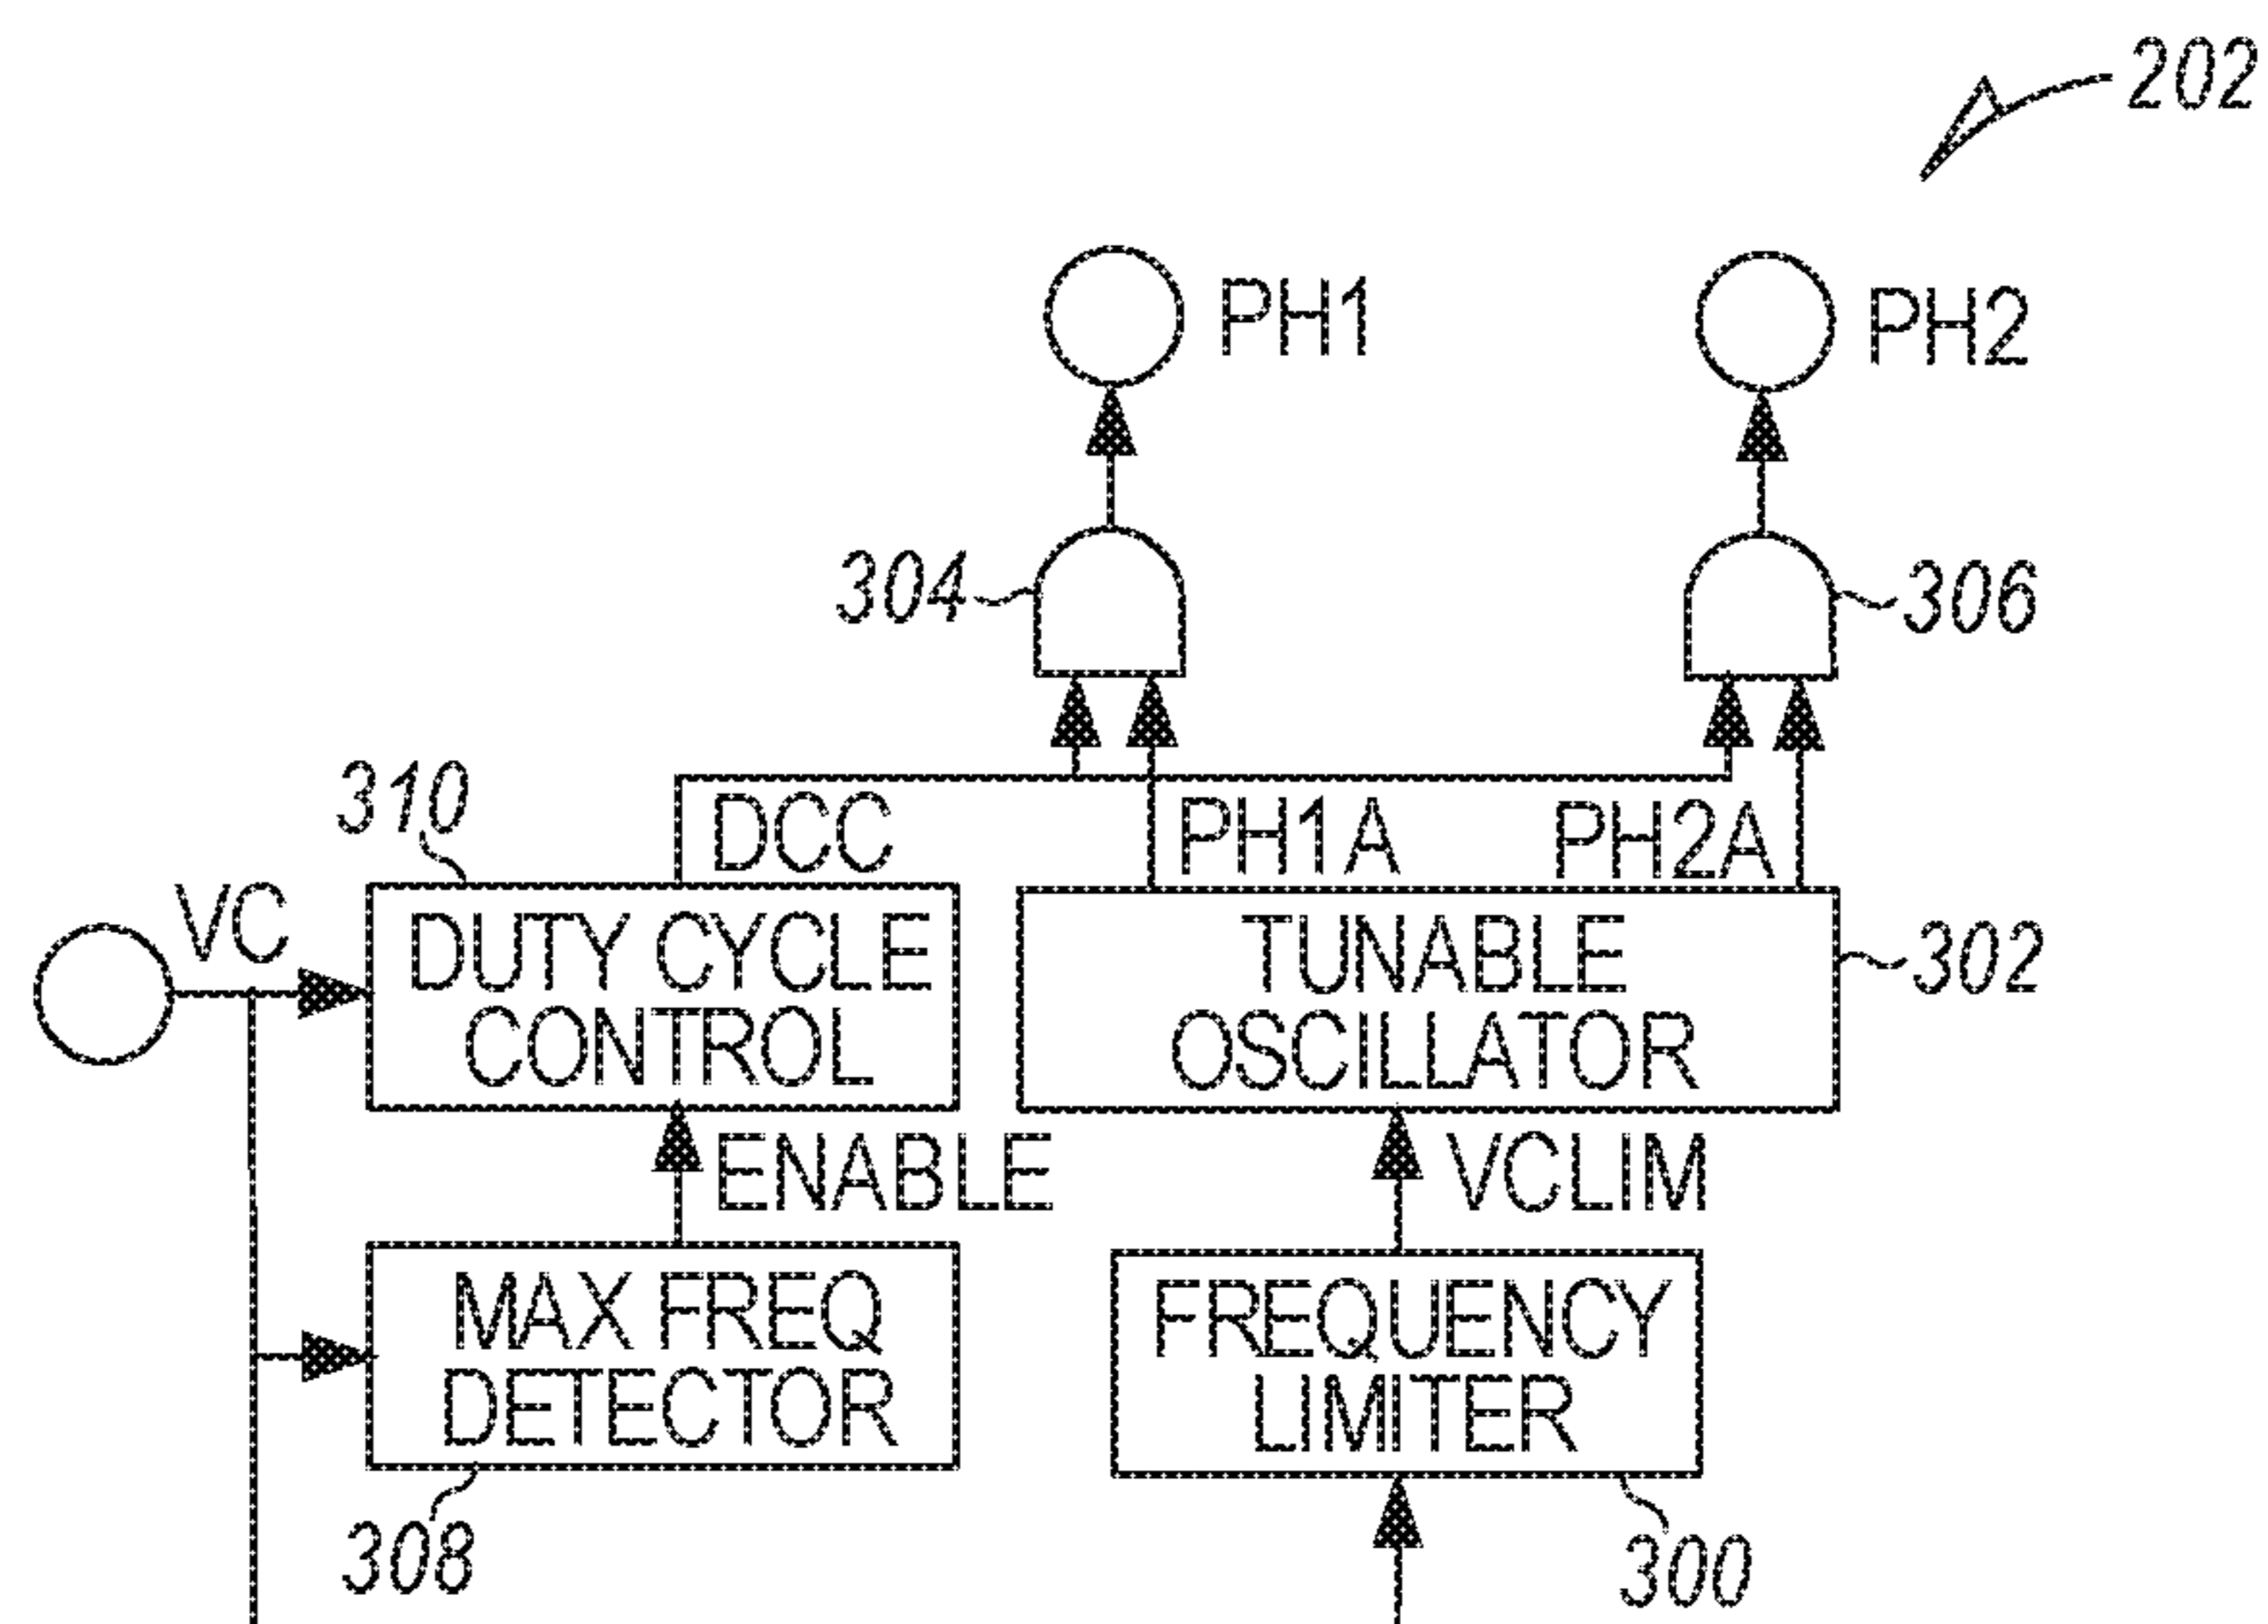 202
PH1
PH2
304
306
310
DCC
PH1A
PH2A
VC
DUTY CYCLE
CONTROL
TUNABLE
OSCILLATOR
302
ENABLE
VCLIM
MAX FREQ
DETECTOR
FREQUENCY
LIMITER
308
300